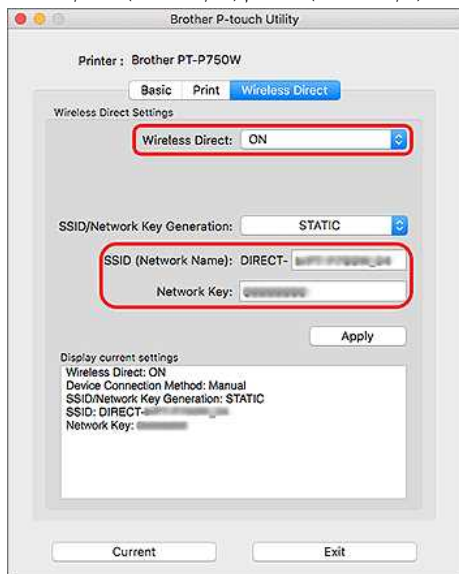 Brother P-touch Utility
Printer : Brother PT-P750W
Basic Print Wireless Direct
Wireless Direct Settings
Wireless Direct: ON
SSID/Network Key Generation: STATIC
SSID (Network Name): DIRECT-
Network Key:
Apply
Display current settings
Wireless Direct: ON
Device Connection Method: Manual
SSID/Network Key Generation: STATIC
SSID: DIRECT-
Network Key:
Current Exit